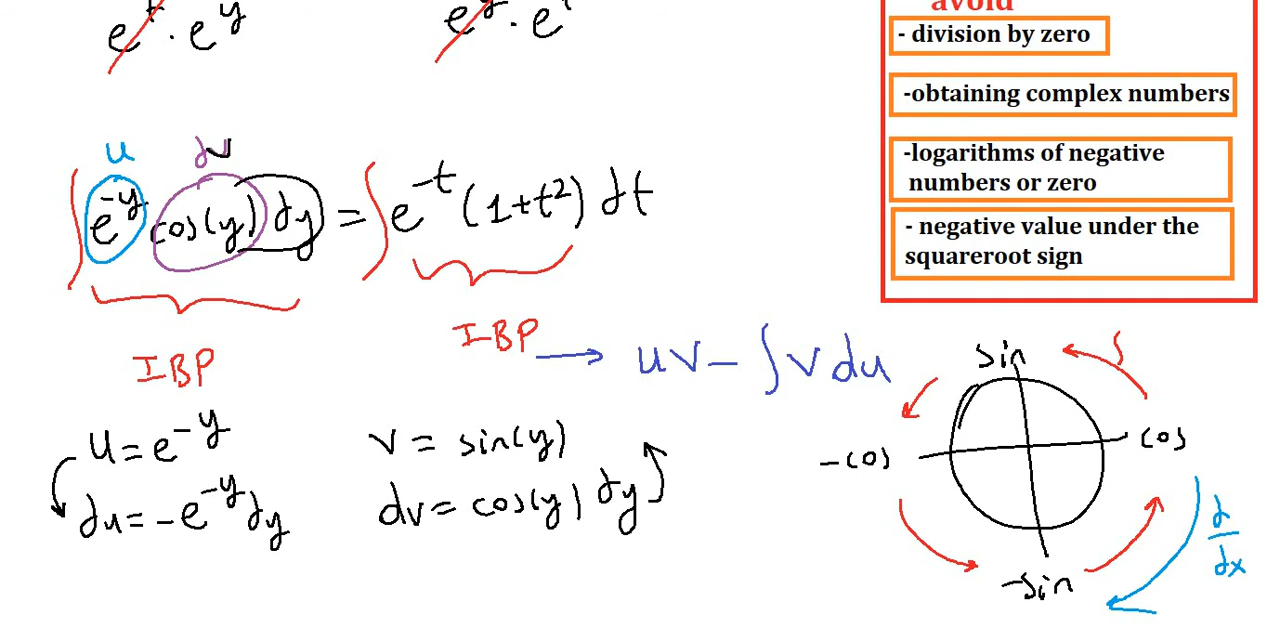 avoid
- division by zero
-obtaining complex numbers
-logarithms of negative
numbers or zero
- negative value under the
squareroot sign
e^y
u dv
∫ e^-y cos(y) dy = ∫ e^-t (1+t²) dt
IBP
IBP → uv - ∫ v du
u = e^-y
du = -e^-y dy
v = sin(y)
dv = cos(y) dy
sin
∫
-cos
cos
-sin
d/dx